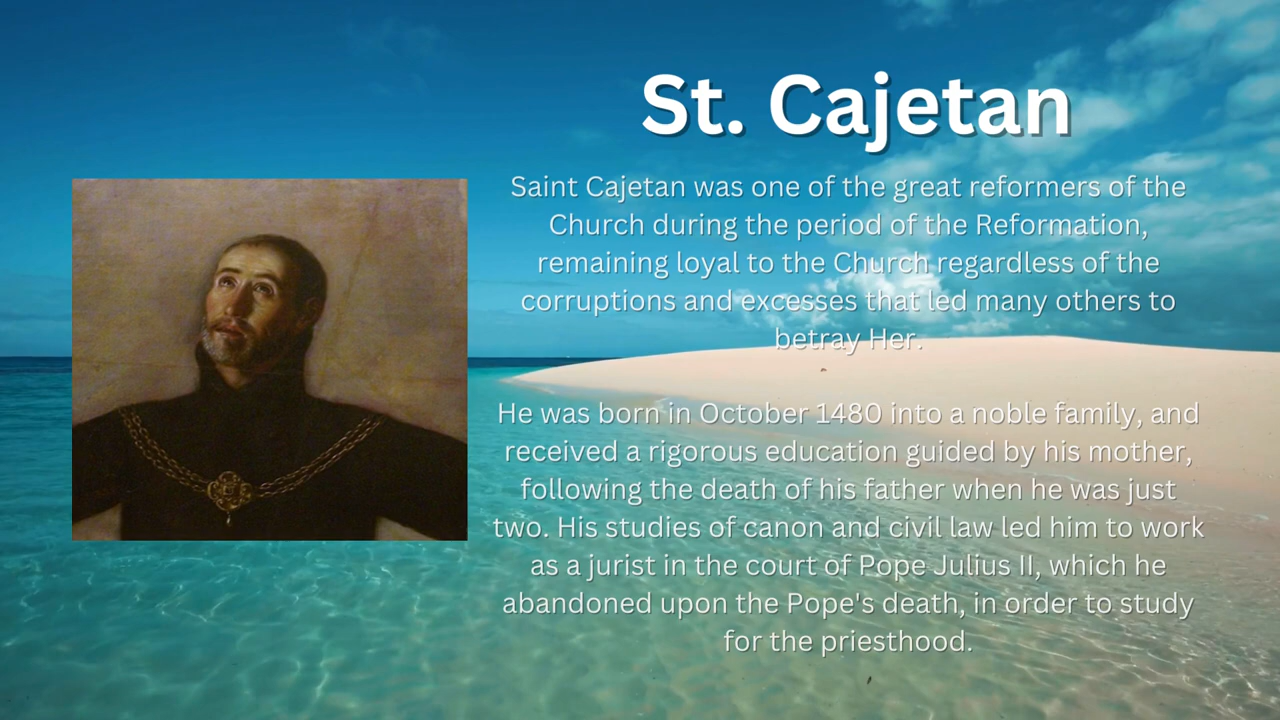 St. Cajetan
Saint Cajetan was one of the great reformers of the
Church during the period of the Reformation,
remaining loyal to the Church regardless of the
corruptions and excesses that led many others to
betray Her.
He was born in October 1480 into a noble family, and
received a rigorous education guided by his mother,
following the death of his father when he was just
two. His studies of canon and civil law led him to work
as a jurist in the court of Pope Julius II, which he
abandoned upon the Pope's death, in order to study
for the priesthood.